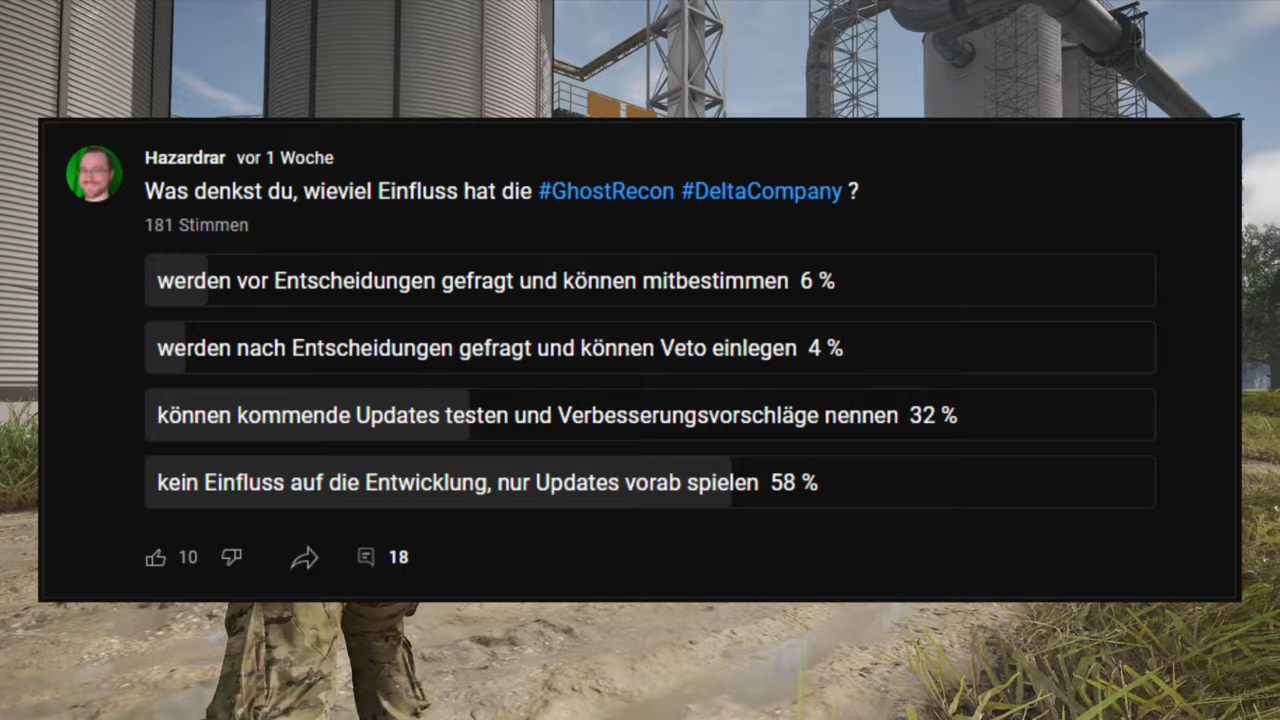 Hazardrar vor 1 Woche
Was denkst du, wieviel Einfluss hat die #GhostRecon #DeltaCompany ?
181 Stimmen
werden vor Entscheidungen gefragt und können mitbestimmen 6 %
werden nach Entscheidungen gefragt und können Veto einlegen 4 %
können kommende Updates testen und Verbesserungsvorschläge nennen 32 %
kein Einfluss auf die Entwicklung, nur Updates vorab spielen 58 %
10 18